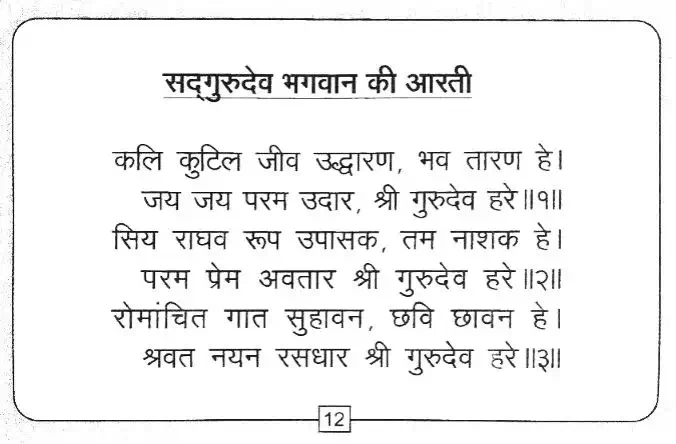 सद्‌गुरुदेव भगवान की आरती
कलि कुटिल जीव उद्धारण, भव तारण हे।
जय जय परम उदार, श्री गुरुदेव हरे॥१॥
सिय राघव रूप उपासक, तम नाशक हे।
परम प्रेम अवतार श्री गुरुदेव हरे॥२॥
रोमांचित गात सुहावन, छवि छावन हे।
श्रवत नयन रसधार श्री गुरुदेव हरे॥३॥
12